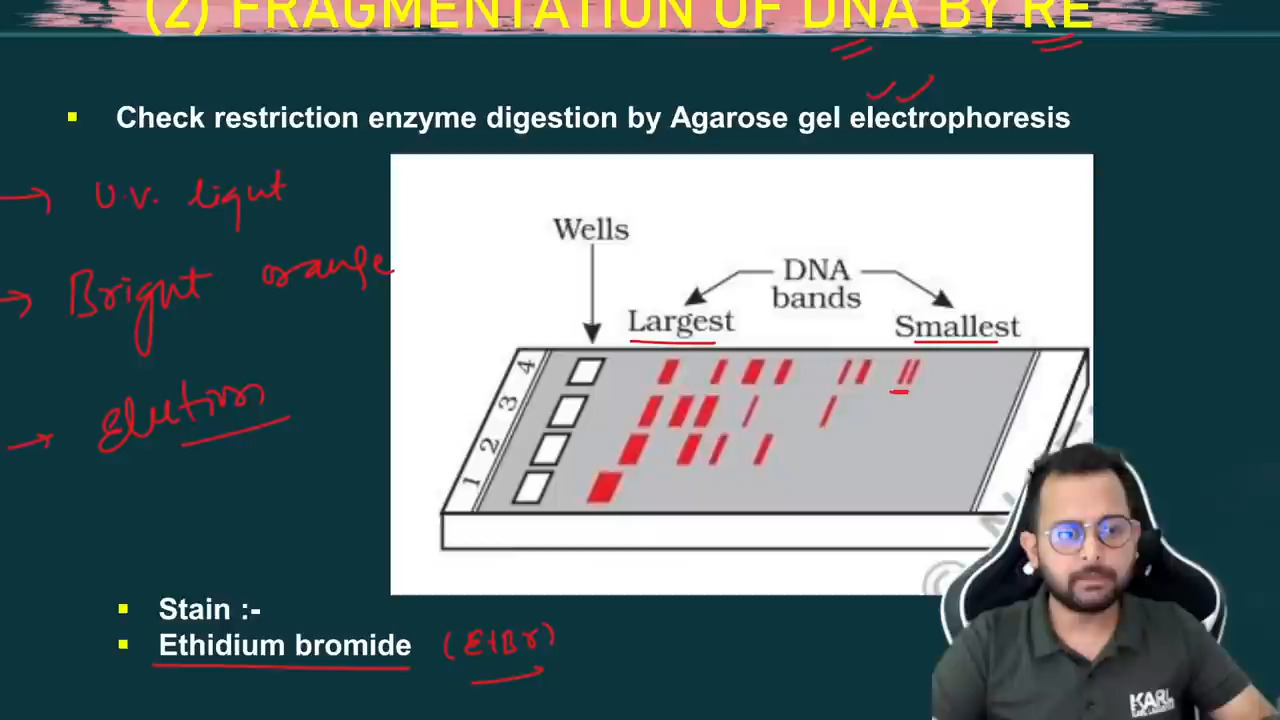 (2) FRAGMENTATION OF DNA BY RE
▪ Check restriction enzyme digestion by Agarose gel electrophoresis
→ U.V. light
→ Bright orange
→ Elution
Wells
DNA
bands
Largest
Smallest
4
3
2
1
▪ Stain :-
▪ Ethidium bromide (EtBr)
KARL